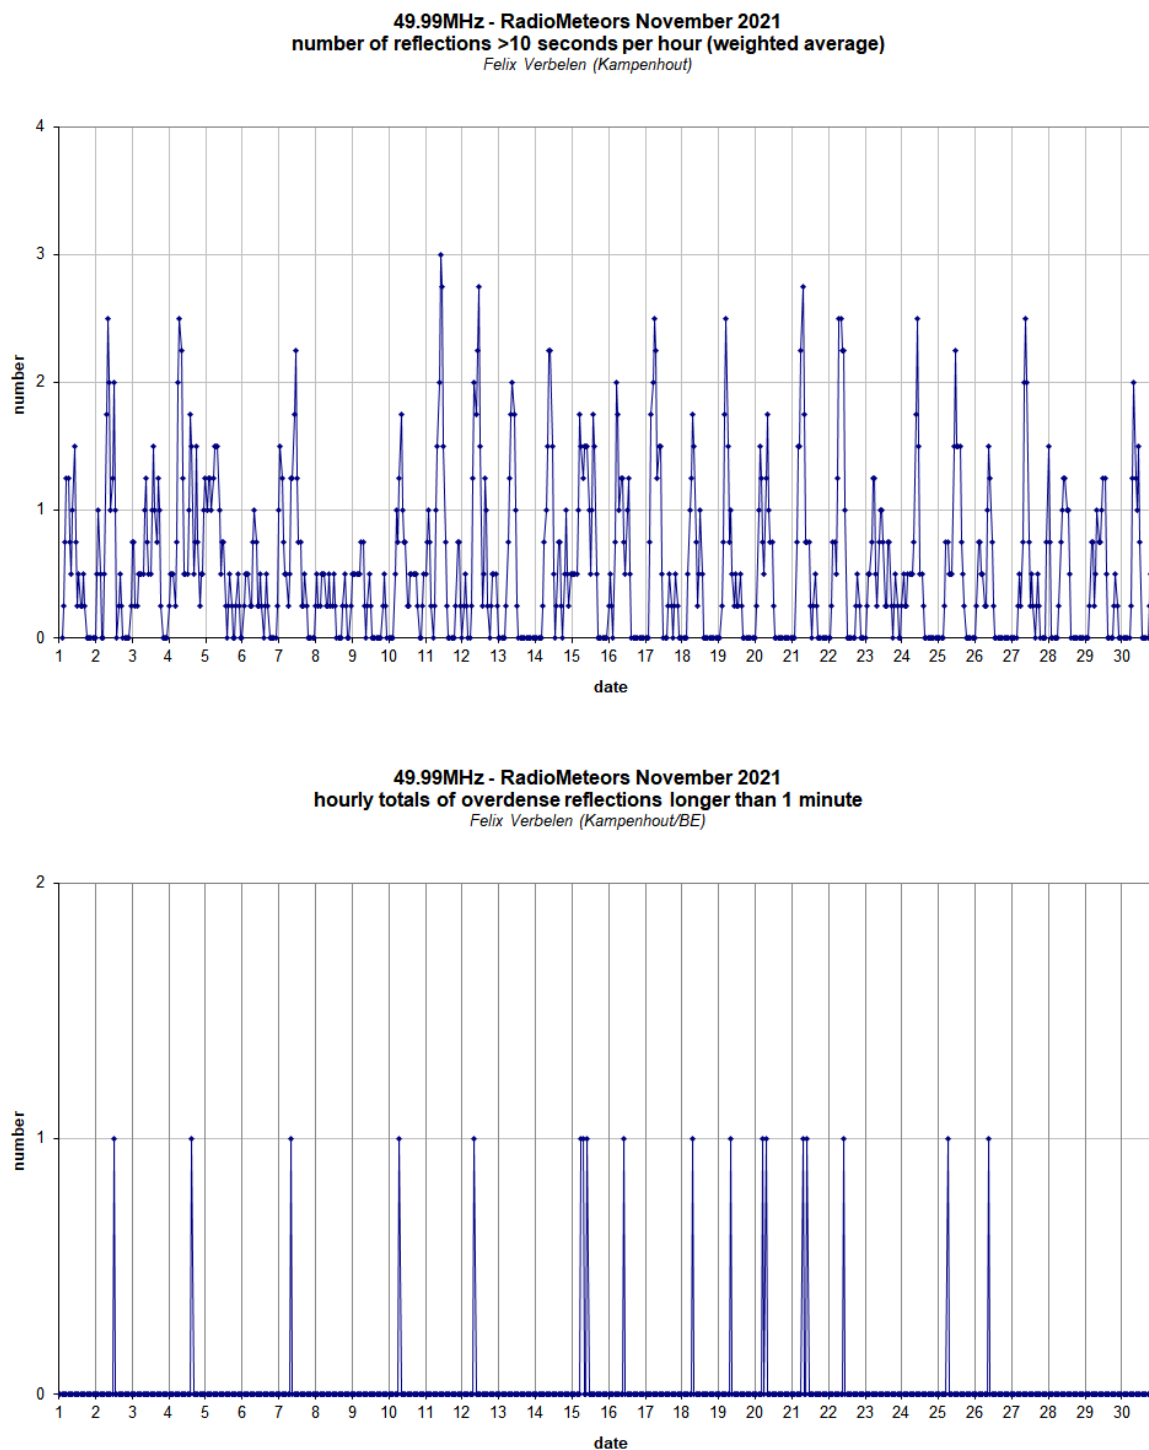 49.99MHz - RadioMeteors November 2021
number of reflections >10 seconds per hour (weighted average)
Felix Verbelen (Kampenhout)
4
3
2
1
0
number
1 2 3 4 5 6 7 8 9 10 11 12 13 14 15 16 17 18 19 20 21 22 23 24 25 26 27 28 29 30
date
49.99MHz - RadioMeteors November 2021
hourly totals of overdense reflections longer than 1 minute
Felix Verbelen (Kampenhout/BE)
2
1
0
number
1 2 3 4 5 6 7 8 9 10 11 12 13 14 15 16 17 18 19 20 21 22 23 24 25 26 27 28 29 30
date